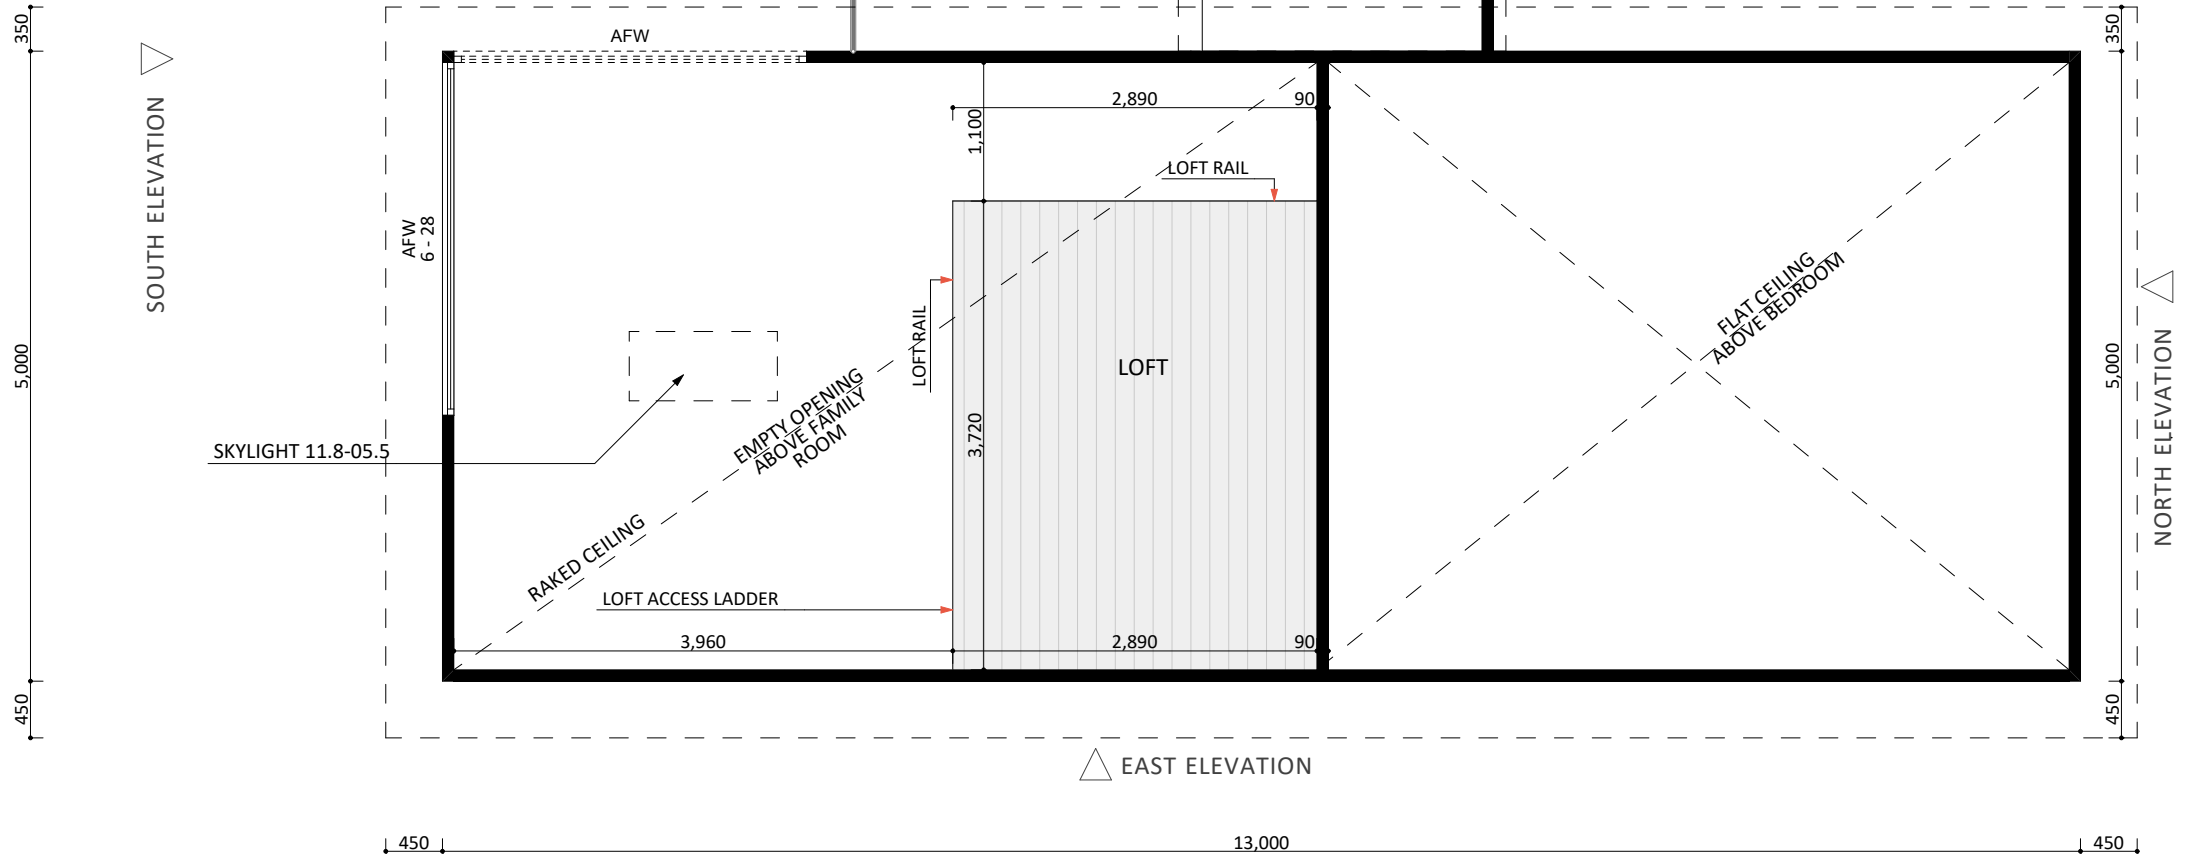 350
350
AFW
SOUTH ELEVATION
2,890
90
1,100
LOFT RAIL
AFW
6 - 28
FLAT CEILING
ABOVE BEDROOM
LOFT RAIL
LOFT
5,000
5,000
NORTH ELEVATION
EMPTY OPENING
ABOVE FAMILY
ROOM
3,720
SKYLIGHT 11.8-05.5
RAKED CEILING
LOFT ACCESS LADDER
3,960
2,890
90
450
450
EAST ELEVATION
450
13,000
450